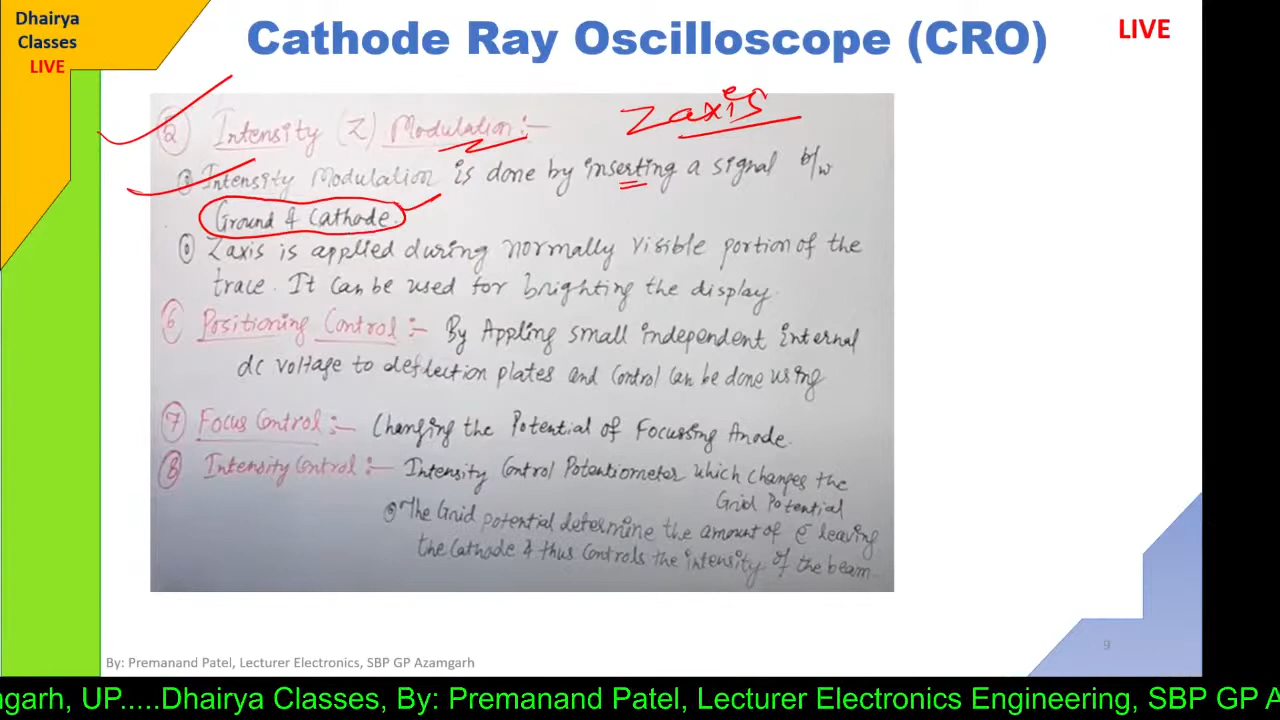 Dhairya
Classes
LIVE
Cathode Ray Oscilloscope (CRO)
LIVE
Z axis
Intensity (Z) Modulation :-
Intensity Modulation is done by inserting a signal b/w
Ground & Cathode.
Z axis is applied during normally visible portion of the
trace. It can be used for brighting the display.
6 Positioning Control :- By Appling small independent internal
dc voltage to deflection plates and control can be done using
7 Focus Control :- Changing the Potential of Focussing Anode.
8 Intensity Control :- Intensity Control Potentiometer which changes the
Grid Potential
The Grid potential determine the amount of e leaving
the Cathode & thus controls the intensity of the beam.
By: Premanand Patel, Lecturer Electronics, SBP GP Azamgarh
9
mgarh, UP.....Dhairya Classes, By: Premanand Patel, Lecturer Electronics Engineering, SBP GP A